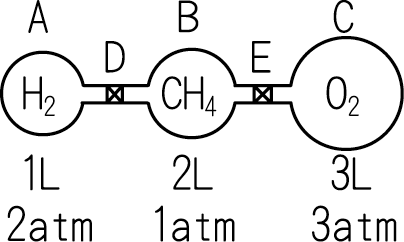 A B C
D E
H₂ CH₄ O₂
1L 2L 3L
2atm 1atm 3atm